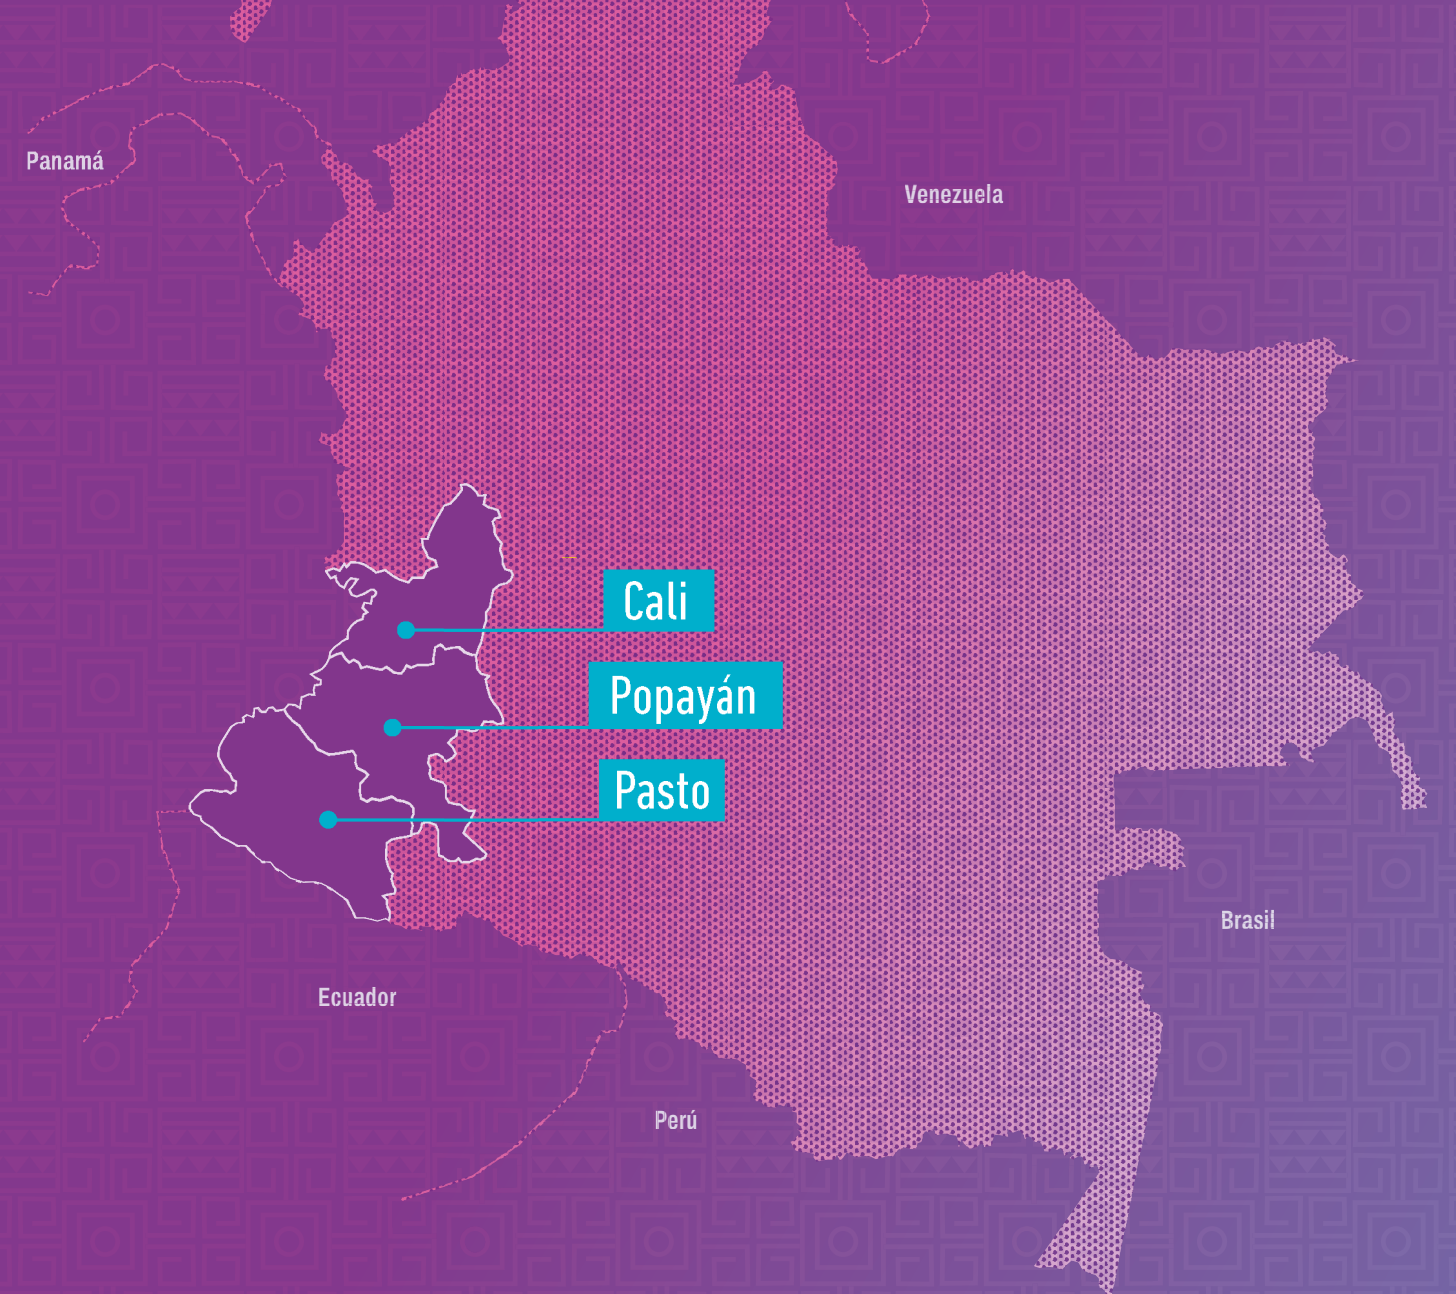 Panamá
Venezuela
Cali
Popayán
Pasto
Brasil
Ecuador
Perú